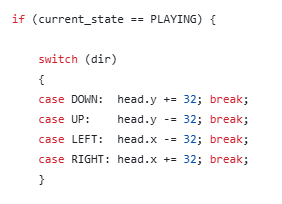 if (current_state == PLAYING) {
switch (dir)
{
case DOWN:  head.y += 32; break;
case UP:    head.y -= 32; break;
case LEFT:  head.x -= 32; break;
case RIGHT: head.x += 32; break;
}